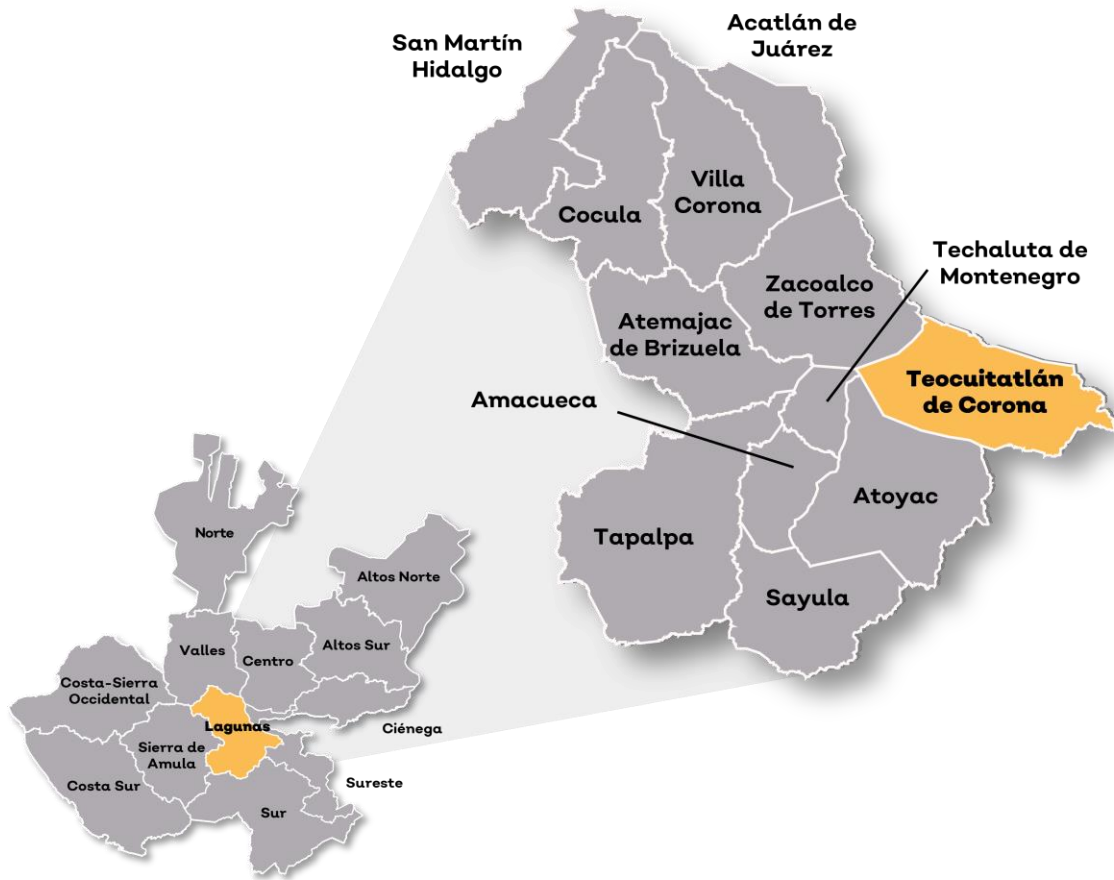 San Martín
Hidalgo
Acatlán de
Juárez
Villa
Corona
Cocula
Techaluta de
Montenegro
Zacoalco
de Torres
Atemajac
de Brizuela
Teocuitatlán
de Corona
Amacueca
Atoyac
Tapalpa
Sayula
Norte
Altos Norte
Valles
Centro
Altos Sur
Costa-Sierra
Occidental
Lagunas
Ciénega
Sierra de
Amula
Costa Sur
Sureste
Sur